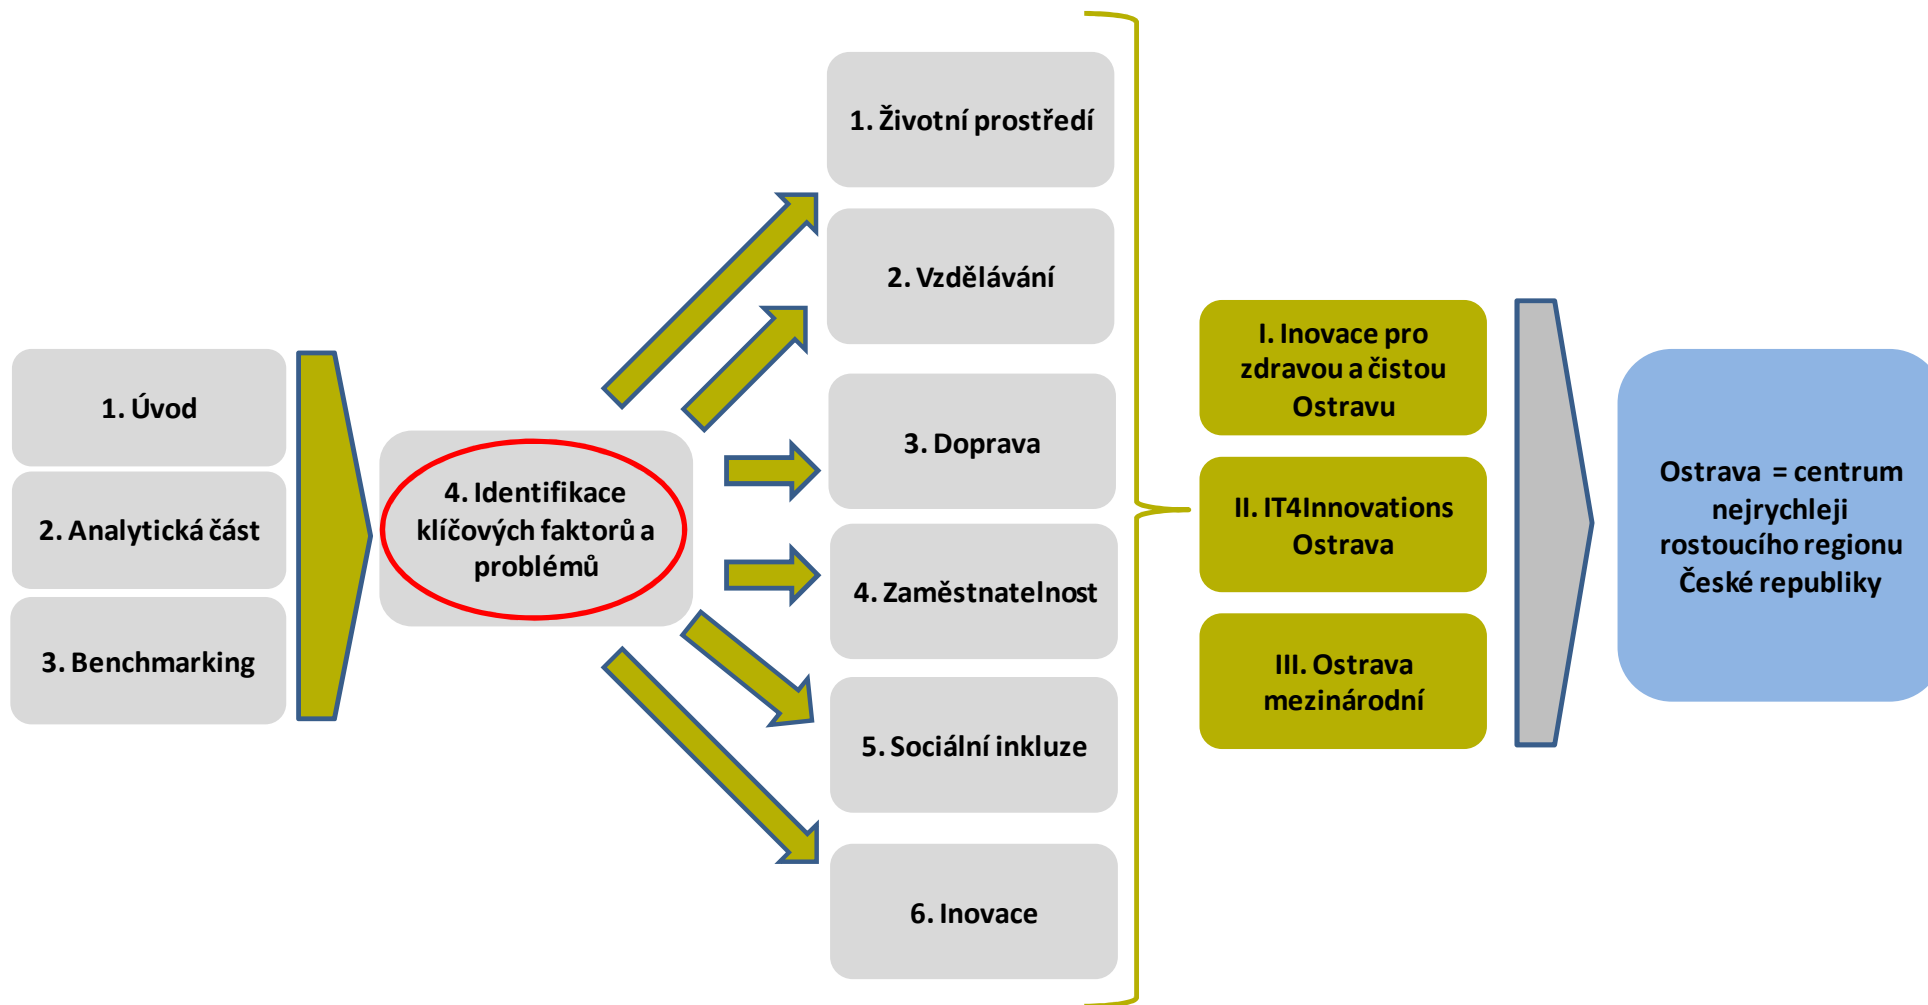 1. Úvod
2. Analytická část
3. Benchmarking
4. Identifikace
klíčových faktorů a
problémů
1. Životní prostředí
2. Vzdělávání
3. Doprava
4. Zaměstnatelnost
5. Sociální inkluze
6. Inovace
I. Inovace pro
zdravou a čistou
Ostravu
II. IT4Innovations
Ostrava
III. Ostrava
mezinárodní
Ostrava = centrum
nejrychleji
rostoucího regionu
České republiky